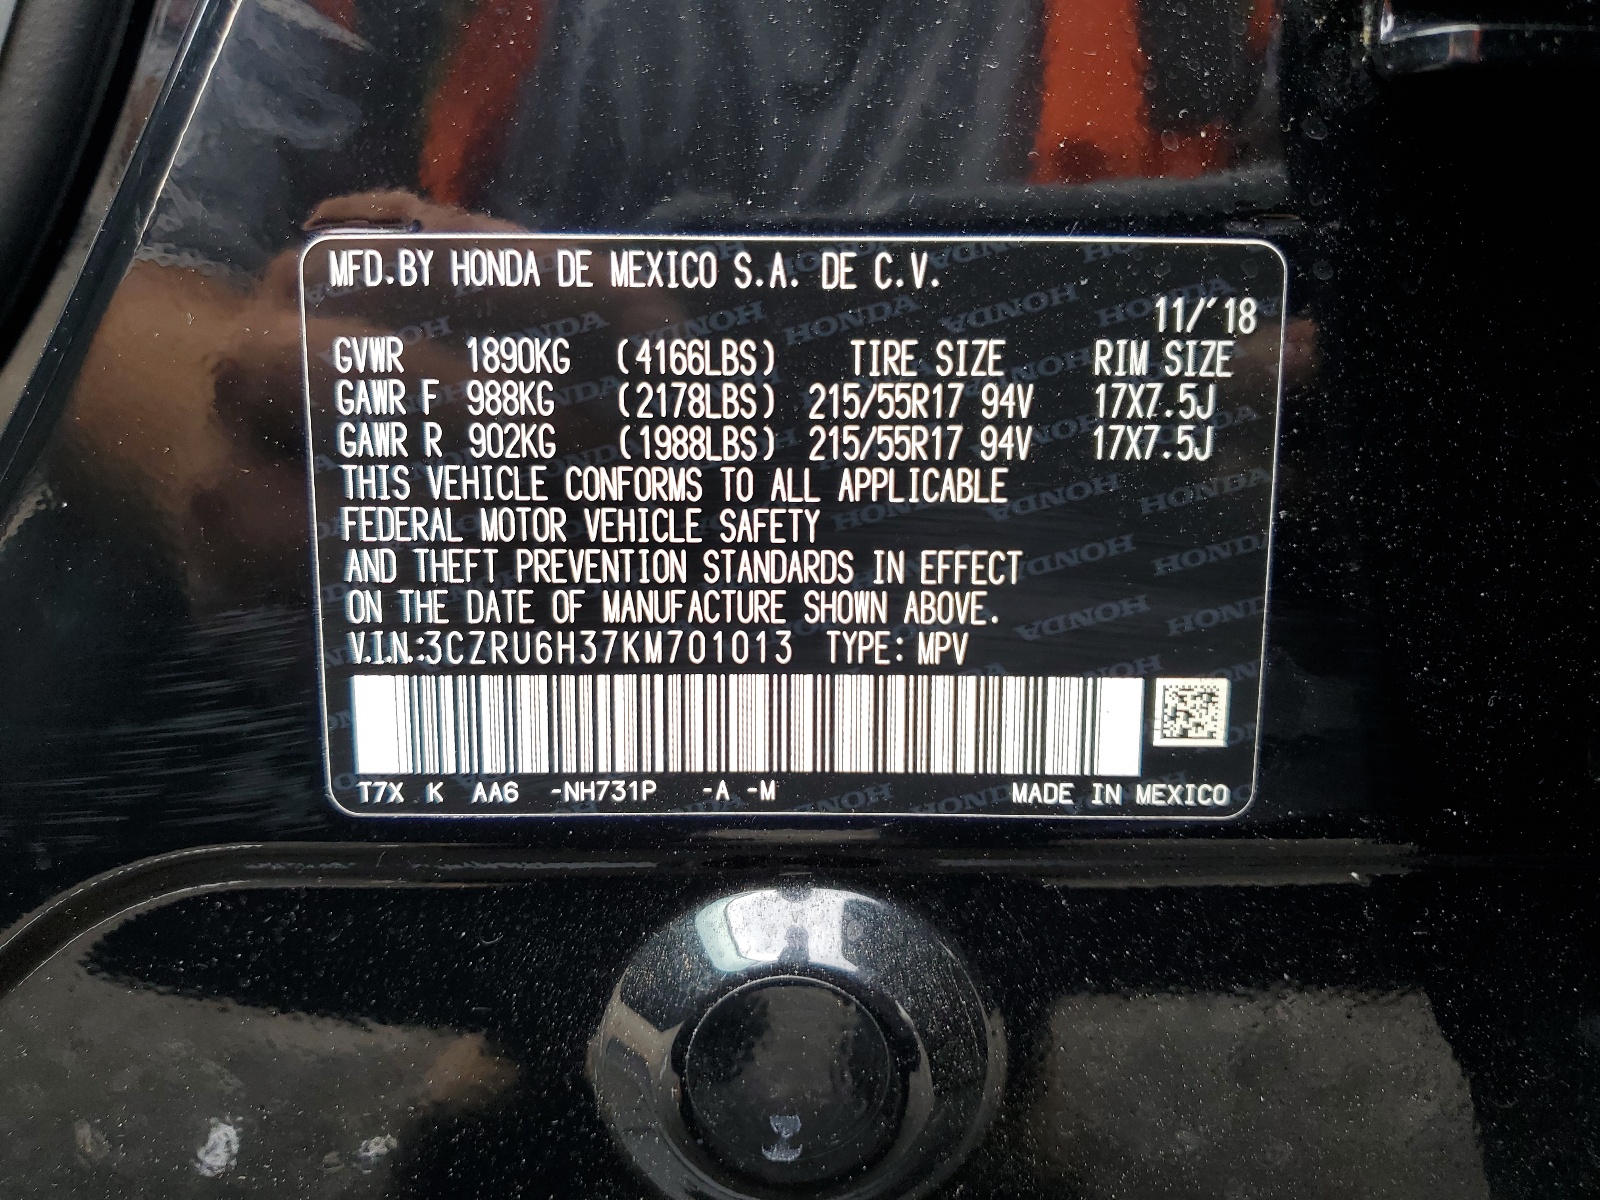 MFD.BY HONDA DE MEXICO S.A. DE C.V.
11/'18
GVWR 1890KG (4166LBS) TIRE SIZE RIM SIZE
GAWR F 988KG (2178LBS) 215/55R17 94V 17X7.5J
GAWR R 902KG (1988LBS) 215/55R17 94V 17X7.5J
THIS VEHICLE CONFORMS TO ALL APPLICABLE
FEDERAL MOTOR VEHICLE SAFETY
AND THEFT PREVENTION STANDARDS IN EFFECT
ON THE DATE OF MANUFACTURE SHOWN ABOVE.
V.I.N.:3CZRU6H37KM701013 TYPE: MPV
T7X K AA6 -NH731P -A -M MADE IN MEXICO